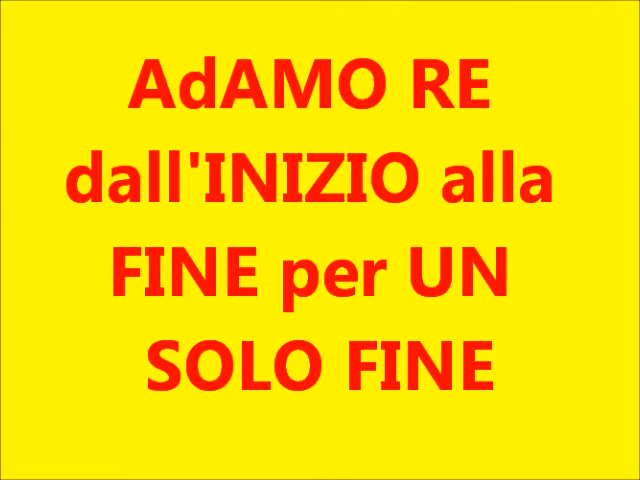 AdAMO RE
dall'INIZIO alla
FINE per UN
SOLO FINE